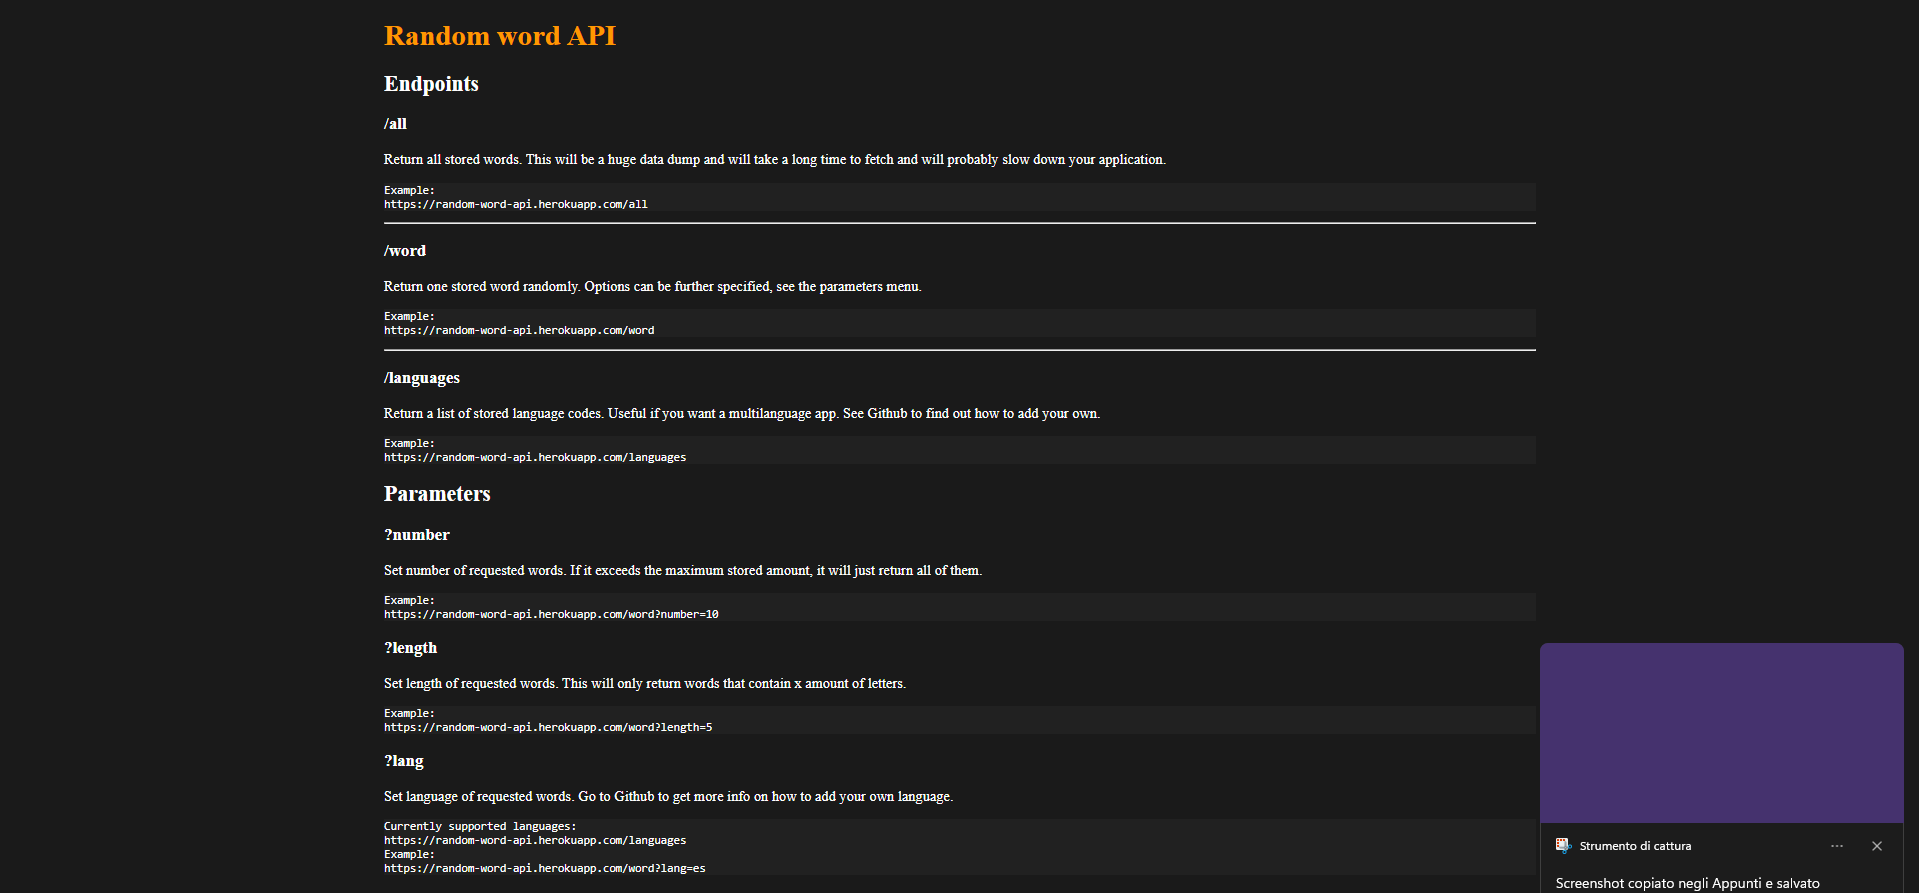 Random word API
Endpoints
/all
Return all stored words. This will be a huge data dump and will take a long time to fetch and will probably slow down your application.
Example:
https://random-word-api.herokuapp.com/all
/word
Return one stored word randomly. Options can be further specified, see the parameters menu.
Example:
https://random-word-api.herokuapp.com/word
/languages
Return a list of stored language codes. Useful if you want a multilanguage app. See Github to find out how to add your own.
Example:
https://random-word-api.herokuapp.com/languages
Parameters
?number
Set number of requested words. If it exceeds the maximum stored amount, it will just return all of them.
Example:
https://random-word-api.herokuapp.com/word?number=10
?length
Set length of requested words. This will only return words that contain x amount of letters.
Example:
https://random-word-api.herokuapp.com/word?length=5
?lang
Set language of requested words. Go to Github to get more info on how to add your own language.
Currently supported languages:
https://random-word-api.herokuapp.com/languages
Example:
https://random-word-api.herokuapp.com/word?lang=es
Strumento di cattura
Screenshot copiato negli Appunti e salvato